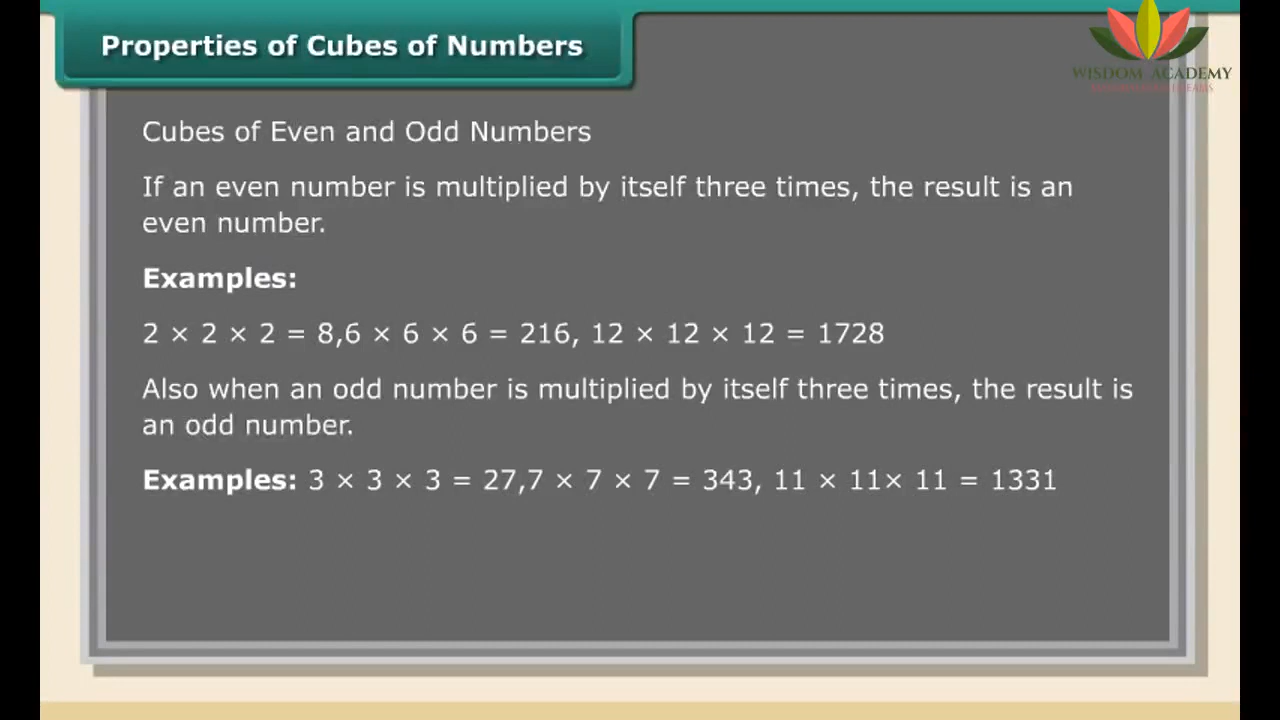 Properties of Cubes of Numbers
WISDOM ACADEMY
Cubes of Even and Odd Numbers
If an even number is multiplied by itself three times, the result is an
even number.
Examples:
2 × 2 × 2 = 8,6 × 6 × 6 = 216, 12 × 12 × 12 = 1728
Also when an odd number is multiplied by itself three times, the result is
an odd number.
Examples: 3 × 3 × 3 = 27,7 × 7 × 7 = 343, 11 × 11× 11 = 1331